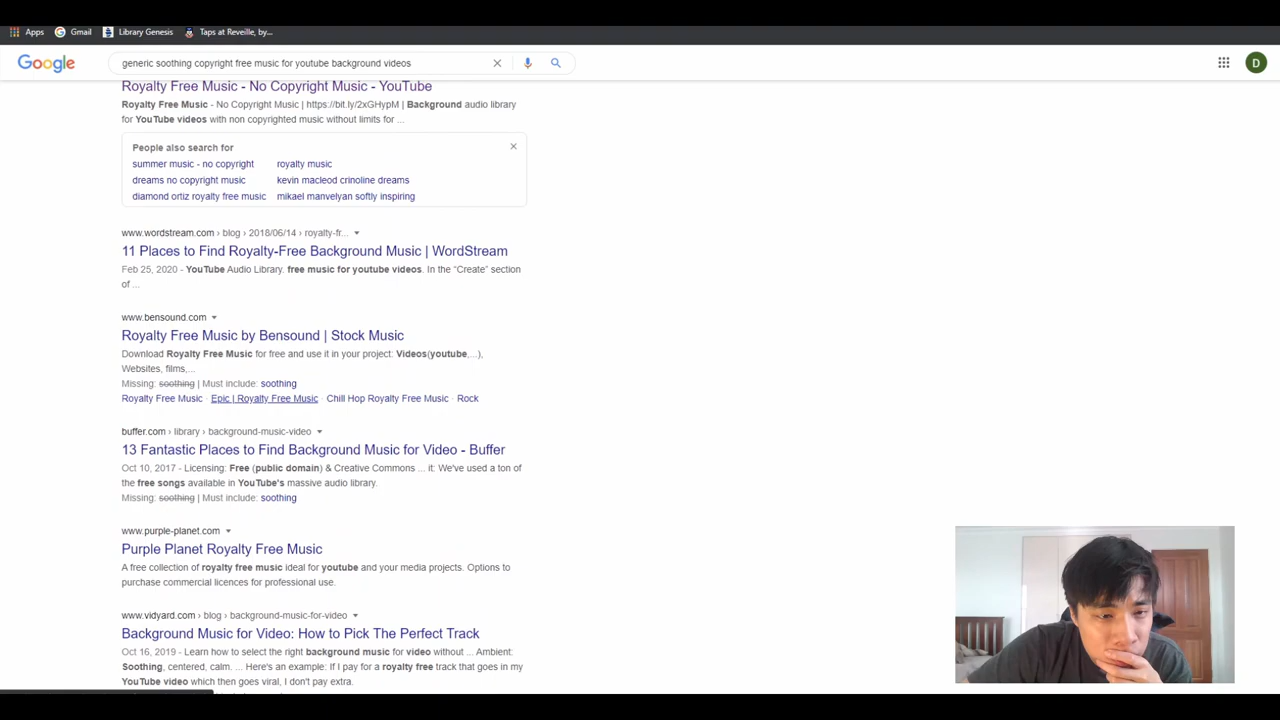 Apps Gmail Library Genesis Taps at Reveille, by...
Google generic soothing copyright free music for youtube background videos D
Royalty Free Music - No Copyright Music - YouTube
Royalty Free Music - No Copyright Music | https://bit.ly/2xGHypM | Background audio library
for YouTube videos with non copyrighted music without limits for ...
People also search for
summer music - no copyright royalty music
dreams no copyright music kevin macleod crinoline dreams
diamond ortiz royalty free music mikael manvelyan softly inspiring
www.wordstream.com › blog › 2018/06/14 › royalty-fr...
11 Places to Find Royalty-Free Background Music | WordStream
Feb 25, 2020 - YouTube Audio Library. free music for youtube videos. In the “Create” section
of ...
www.bensound.com
Royalty Free Music by Bensound | Stock Music
Download Royalty Free Music for free and use it in your project: Videos(youtube,...),
Websites, films,...
Missing: soothing | Must include: soothing
Royalty Free Music · Epic | Royalty Free Music · Chill Hop Royalty Free Music · Rock
buffer.com › library › background-music-video
13 Fantastic Places to Find Background Music for Video - Buffer
Oct 10, 2017 - Licensing: Free (public domain) & Creative Commons ... it: We've used a ton of
the free songs available in YouTube's massive audio library.
Missing: soothing | Must include: soothing
www.purple-planet.com
Purple Planet Royalty Free Music
A free collection of royalty free music ideal for youtube and your media projects. Options to
purchase commercial licences for professional use.
www.vidyard.com › blog › background-music-for-video
Background Music for Video: How to Pick The Perfect Track
Oct 16, 2019 - Learn how to select the right background music for video without ... Ambient:
Soothing, centered, calm. ... Here's an example: If I pay for a royalty free track that goes in my
YouTube video which then goes viral, I don't pay extra.